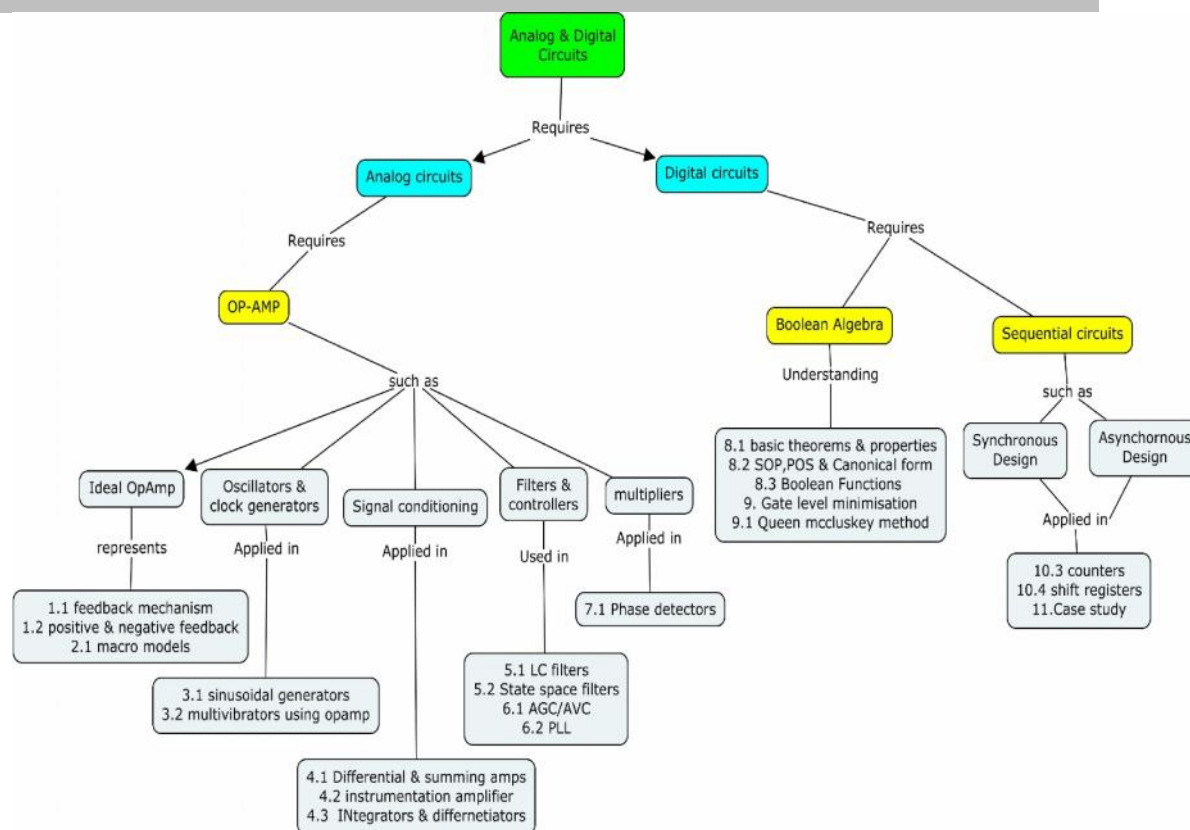 Analog & Digital
Circuits
Requires
Analog circuits
Digital circuits
Requires
Requires
OP-AMP
Boolean Algebra
Sequential circuits
such as
Understanding
such as
Ideal OpAmp
Oscillators &
clock generators
Signal conditioning
Filters &
controllers
multipliers
8.1 basic theorems & properties
8.2 SOP,POS & Canonical form
8.3 Boolean Functions
9. Gate level minimisation
9.1 Queen mccluskey method
Synchronous
Design
Asynchornous
Design
represents
Applied in
Applied in
Used in
Applied in
Applied in
1.1 feedback mechanism
1.2 positive & negative feedback
2.1 macro models
3.1 sinusoidal generators
3.2 multivibrators using opamp
4.1 Differential & summing amps
4.2 instrumentation amplifier
4.3 INtegrators & differnetiators
5.1 LC filters
5.2 State space filters
6.1 AGC/AVC
6.2 PLL
7.1 Phase detectors
10.3 counters
10.4 shift registers
11.Case study